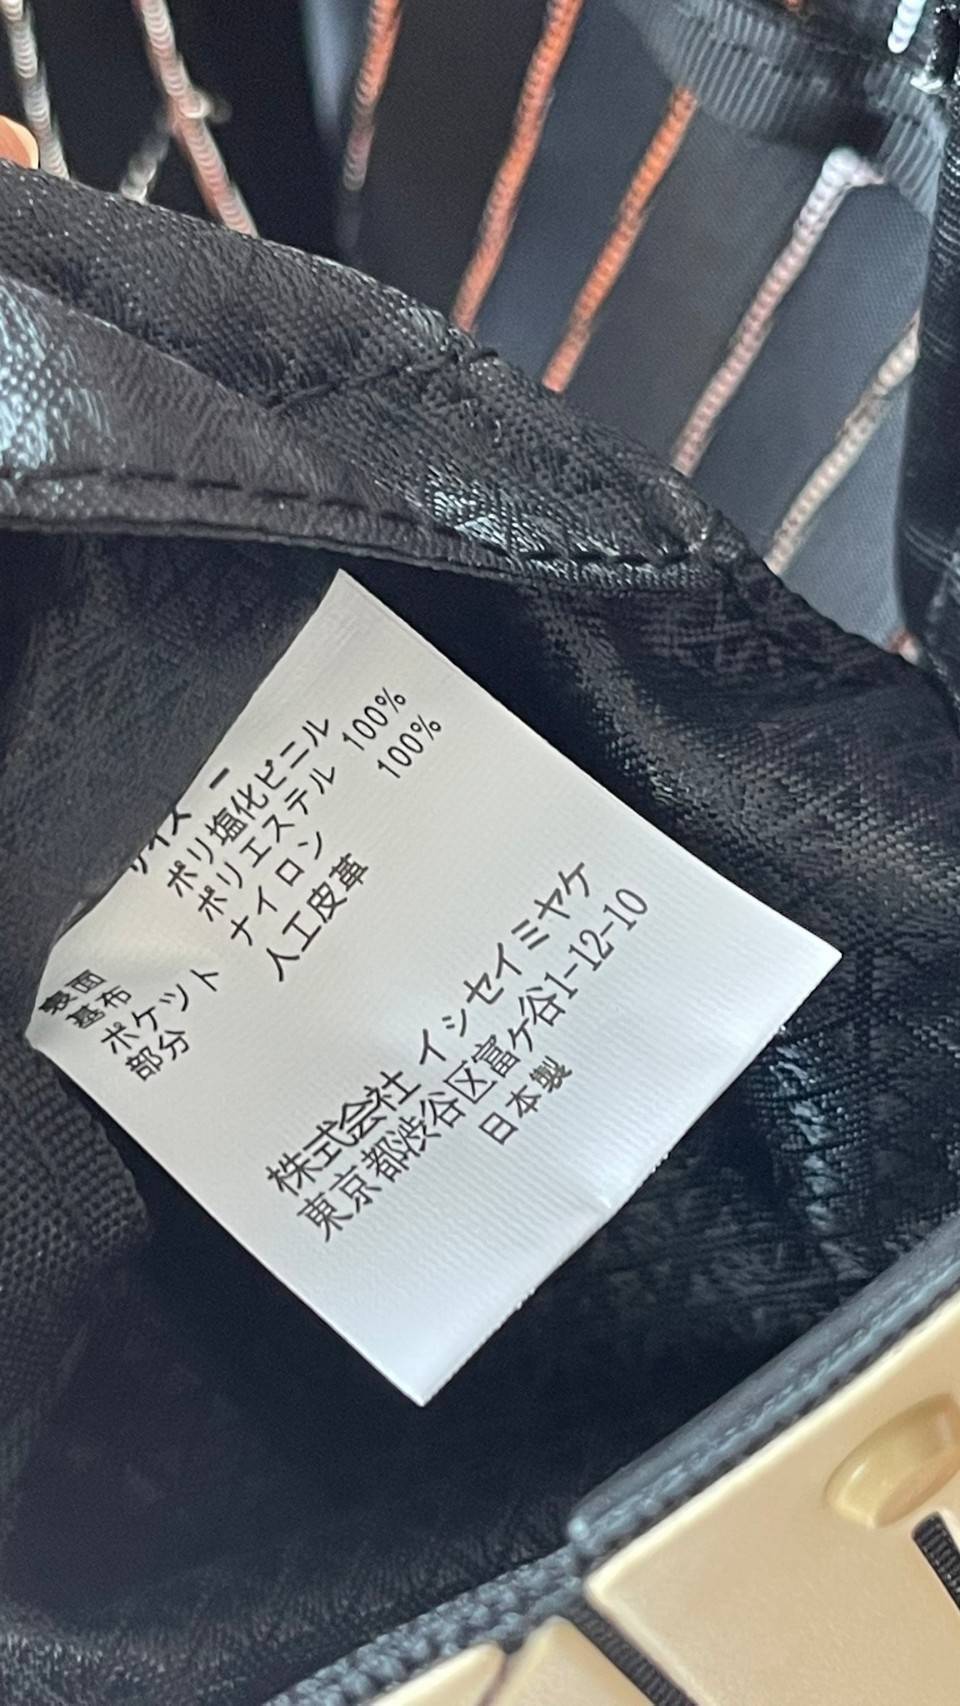 サイズ ー
表面 ポリ塩化ビニル
基布 ポリエステル 100%
ポケット ナイロン 100%
部分 人工皮革
株式会社 イシセイミヤケ
東京都渋谷区富ケ谷1-12-10
日本製